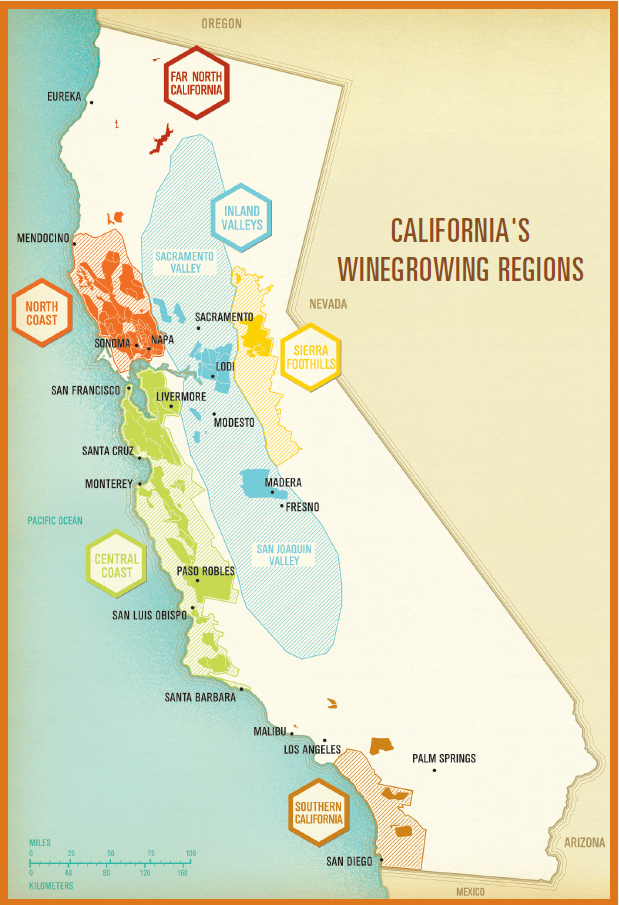 OREGON
FAR NORTH
CALIFORNIA
EUREKA
INLAND
VALLEYS
CALIFORNIA'S
WINEGROWING REGIONS
MENDOCINO
SACRAMENTO
VALLEY
NORTH
COAST
NEVADA
SACRAMENTO
SONOMA
NAPA
SIERRA
FOOTHILLS
LODI
SAN FRANCISCO
LIVERMORE
MODESTO
SANTA CRUZ
MONTEREY
MADERA
FRESNO
PACIFIC OCEAN
CENTRAL
COAST
SAN JOAQUIN
VALLEY
PASO ROBLES
SAN LUIS OBISPO
SANTA BARBARA
MALIBU
LOS ANGELES
PALM SPRINGS
SOUTHERN
CALIFORNIA
SAN DIEGO
ARIZONA
MEXICO
MILES
0 25 50 75 100
0 40 80 120 160
KILOMETERS